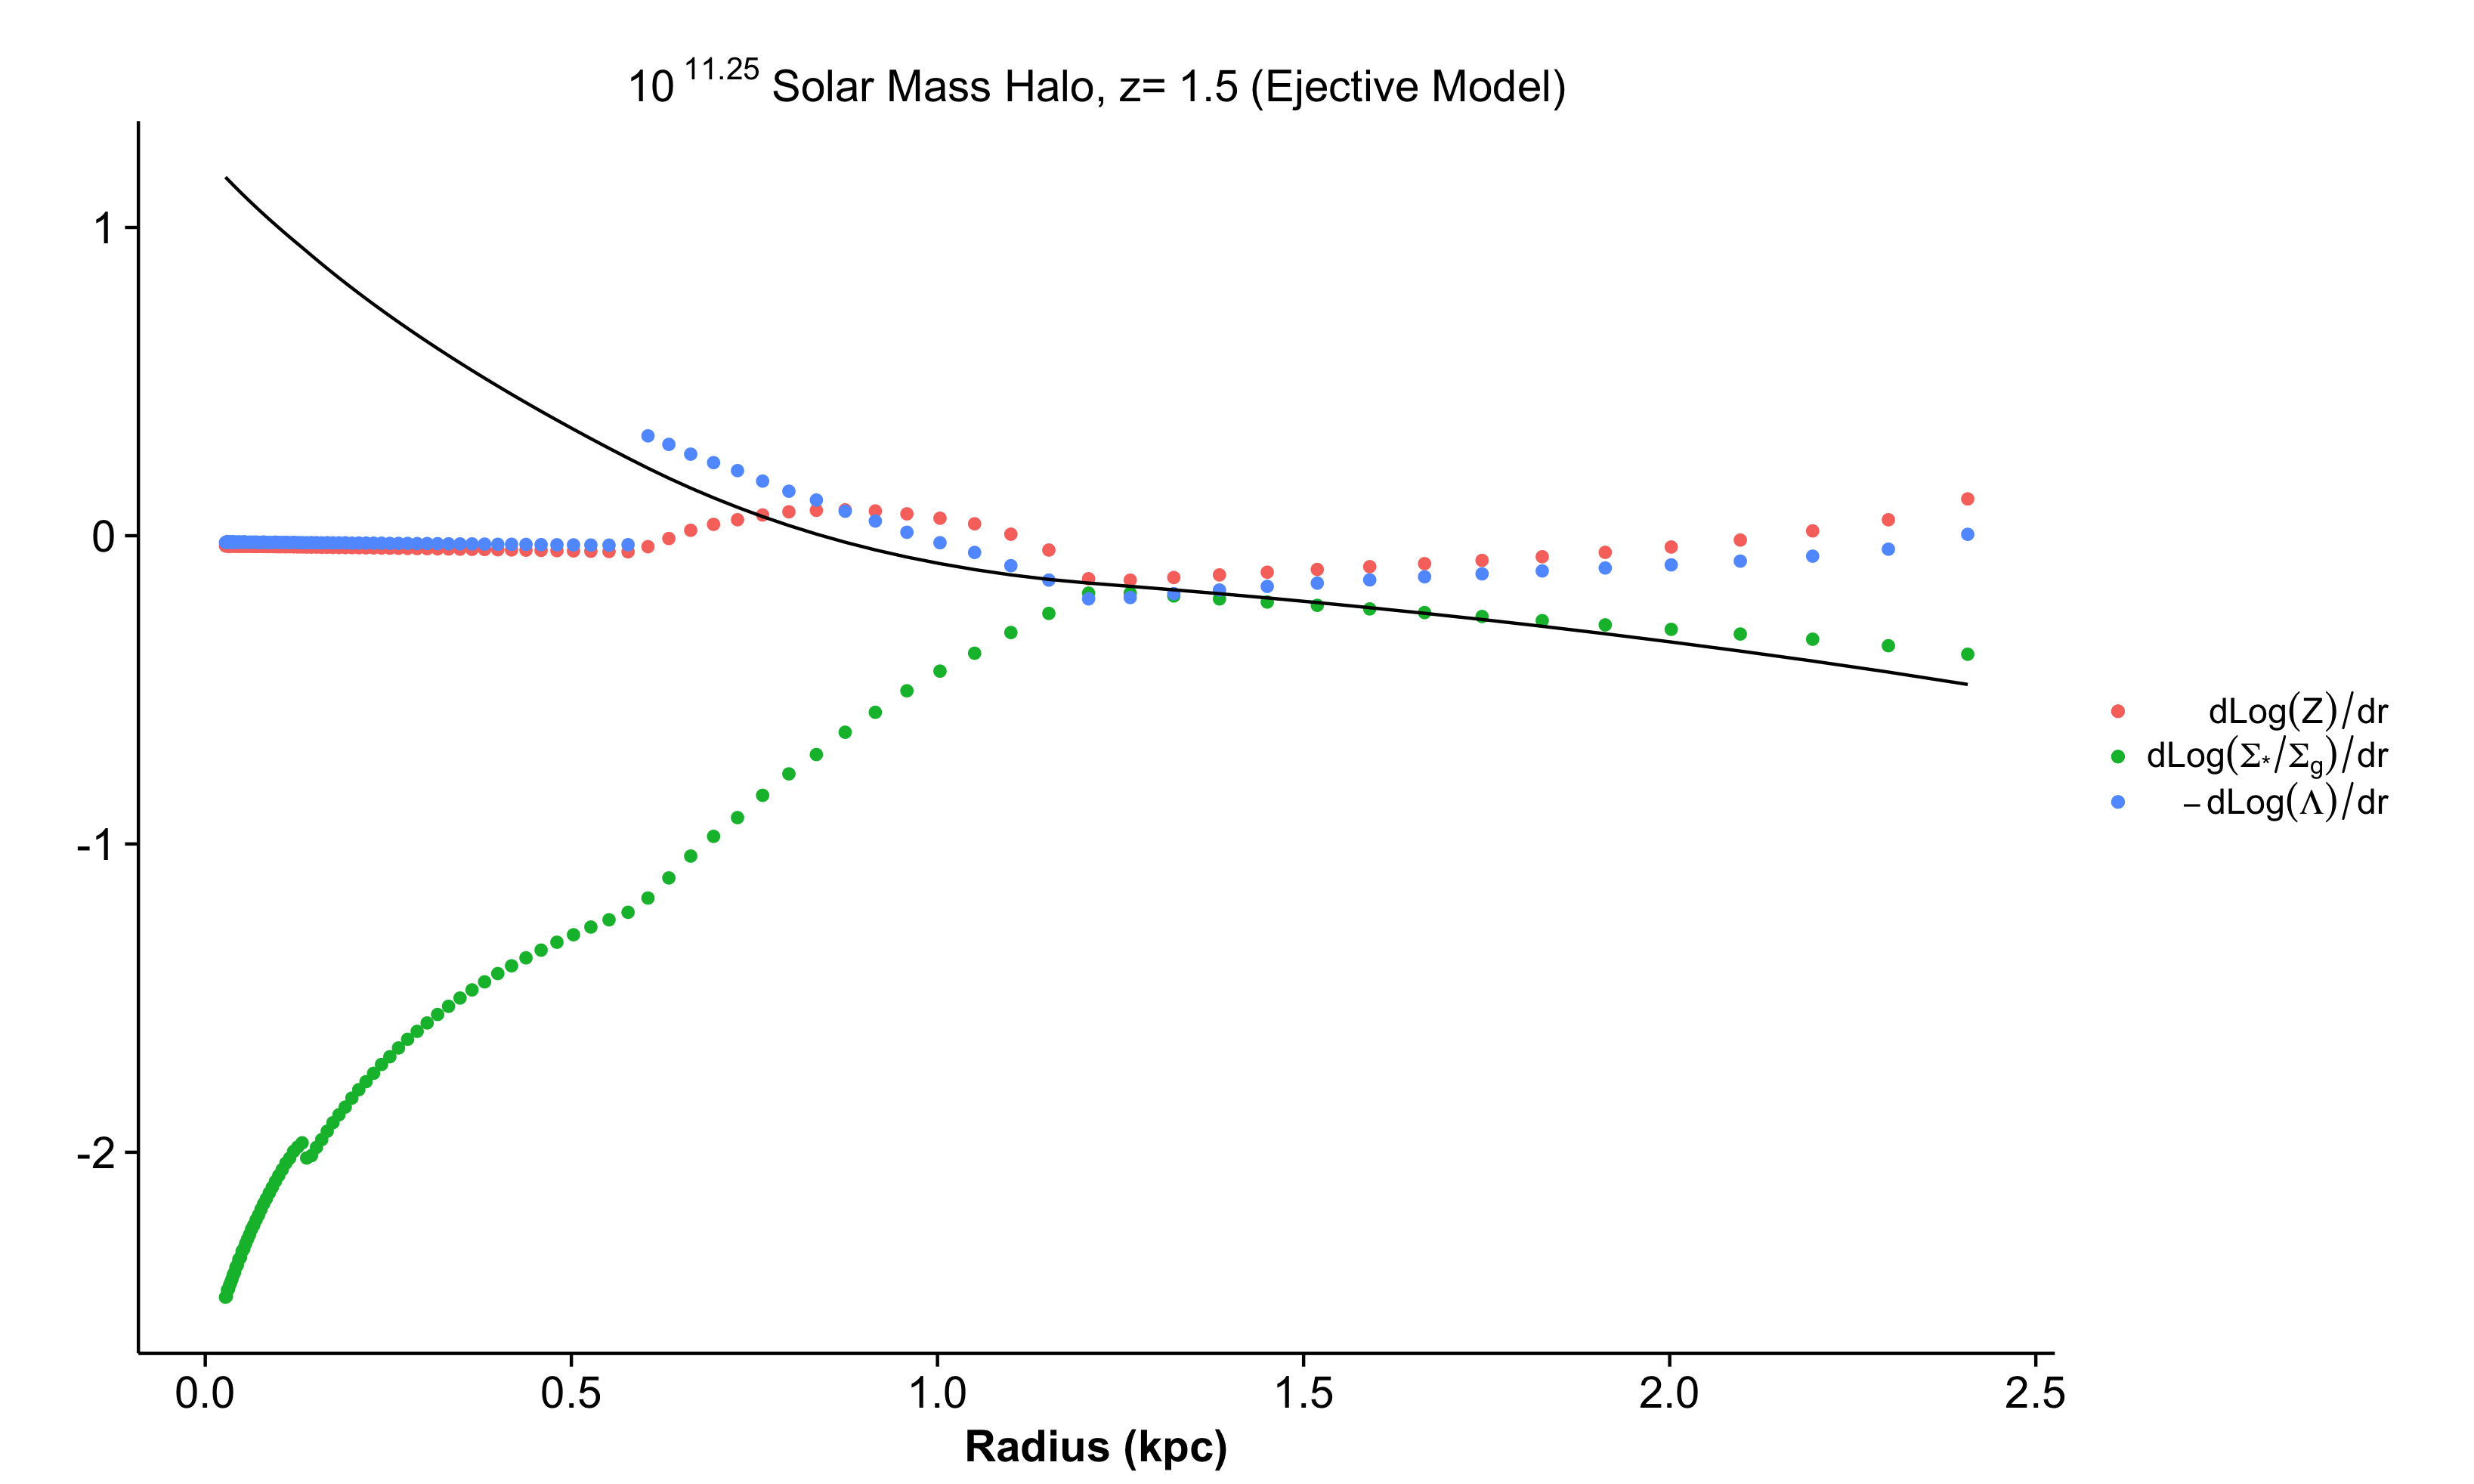 10^11.25 Solar Mass Halo, z= 1.5 (Ejective Model)
1
0
-1
-2
0.0 0.5 1.0 1.5 2.0 2.5
Radius (kpc)
dLog(Z)/dr
dLog(Σ*/Σg)/dr
−dLog(Λ)/dr